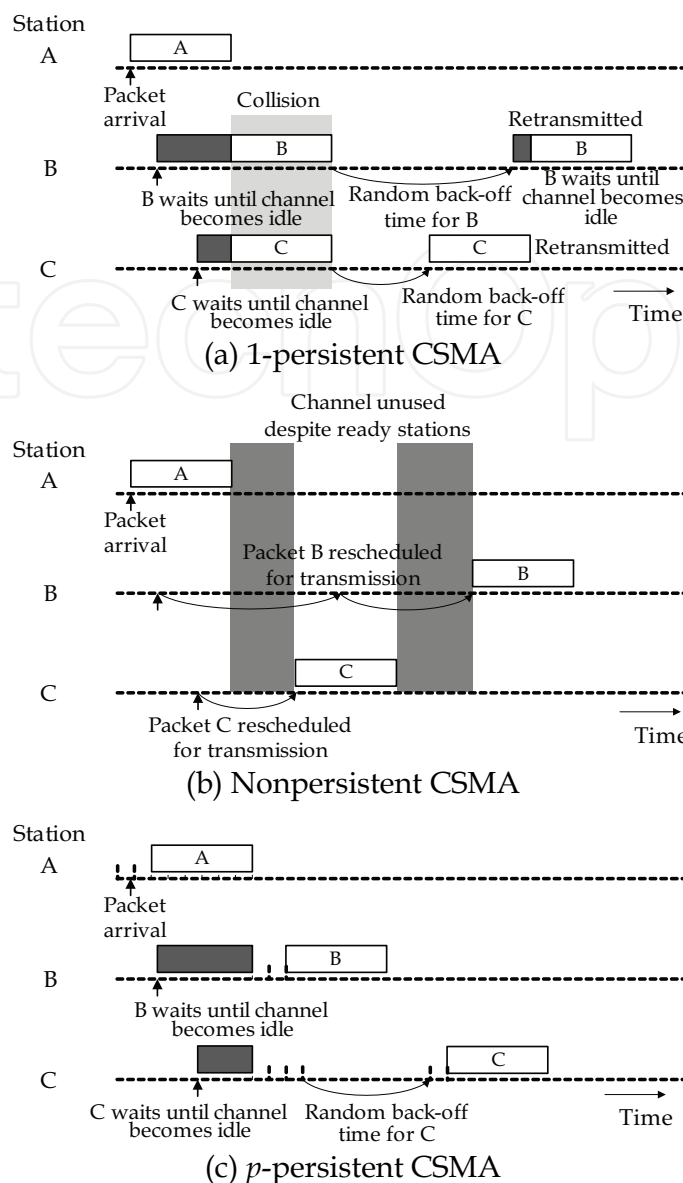 Station
A
A
Packet
arrival
Collision
Retransmitted
B
B
B
B waits until channel
becomes idle
Random back-off
time for B
B waits until
channel becomes
idle
C
C
C
Retransmitted
C waits until channel
becomes idle
Random back-off
time for C
Time
(a) 1-persistent CSMA
Channel unused
despite ready stations
Station
A
A
Packet
arrival
Packet B rescheduled
for transmission
B
B
C
C
Packet C rescheduled
for transmission
Time
(b) Nonpersistent CSMA
Station
A
A
Packet
arrival
B
B
B waits until channel
becomes idle
C
C
C waits until channel
becomes idle
Random back-off
time for C
Time
(c) p-persistent CSMA
tecnOp